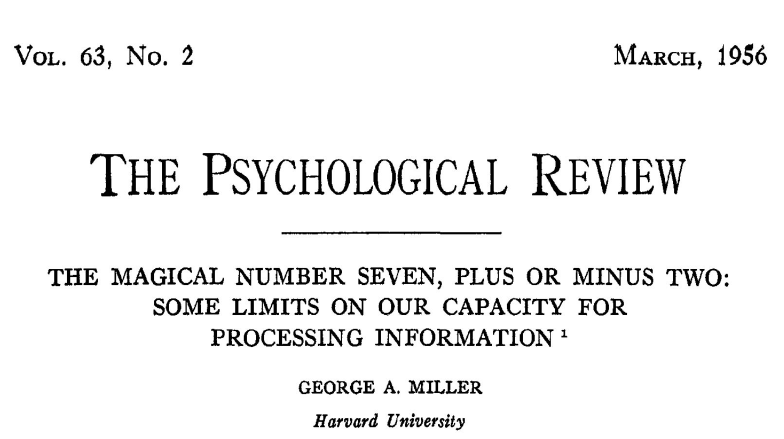 Vol. 63, No. 2 March, 1956
The Psychological Review
THE MAGICAL NUMBER SEVEN, PLUS OR MINUS TWO:
SOME LIMITS ON OUR CAPACITY FOR
PROCESSING INFORMATION ¹
GEORGE A. MILLER
Harvard University